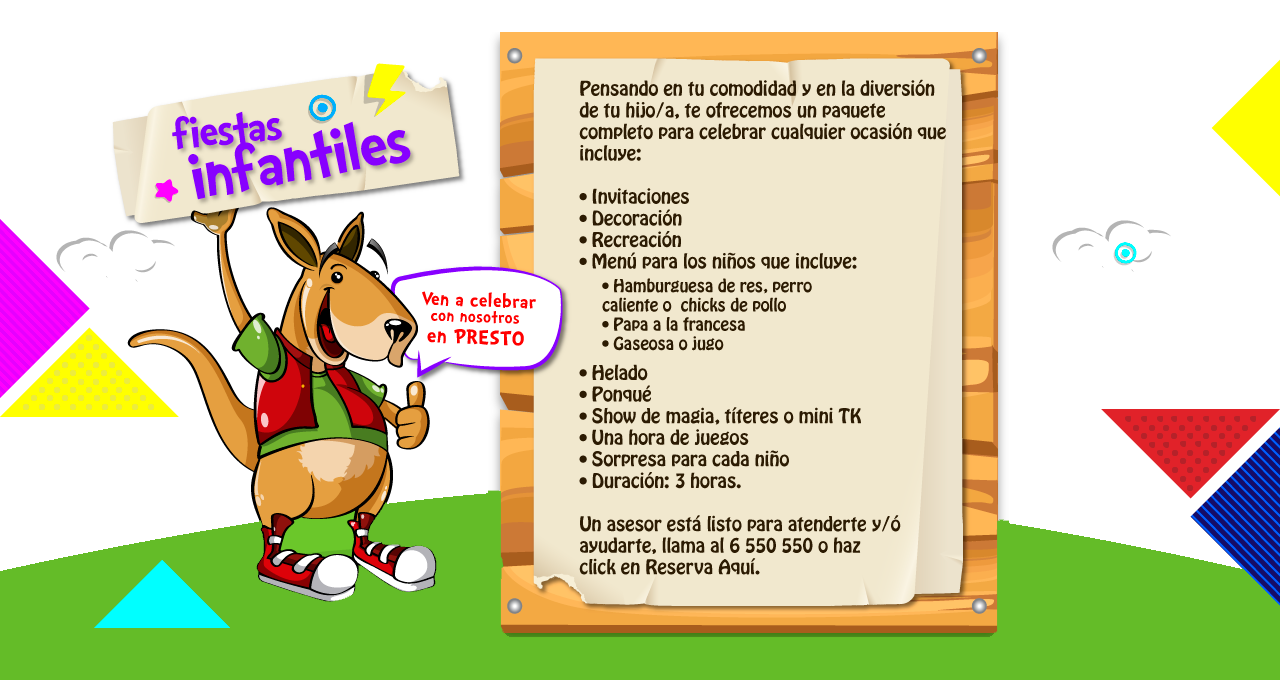 fiestas
infantiles
Ven a celebrar
con nosotros
en PRESTO
Pensando en tu comodidad y en la diversión
de tu hijo/a, te ofrecemos un paquete
completo para celebrar cualquier ocasión que
incluye:
• Invitaciones
• Decoración
• Recreación
• Menú para los niños que incluye:
• Hamburguesa de res, perro
caliente o chicks de pollo
• Papa a la francesa
• Gaseosa o jugo
• Helado
• Ponqué
• Show de magia, títeres o mini TK
• Una hora de juegos
• Sorpresa para cada niño
• Duración: 3 horas.
Un asesor está listo para atenderte y/ó
ayudarte, llama al 6 550 550 o haz
click en Reserva Aquí.